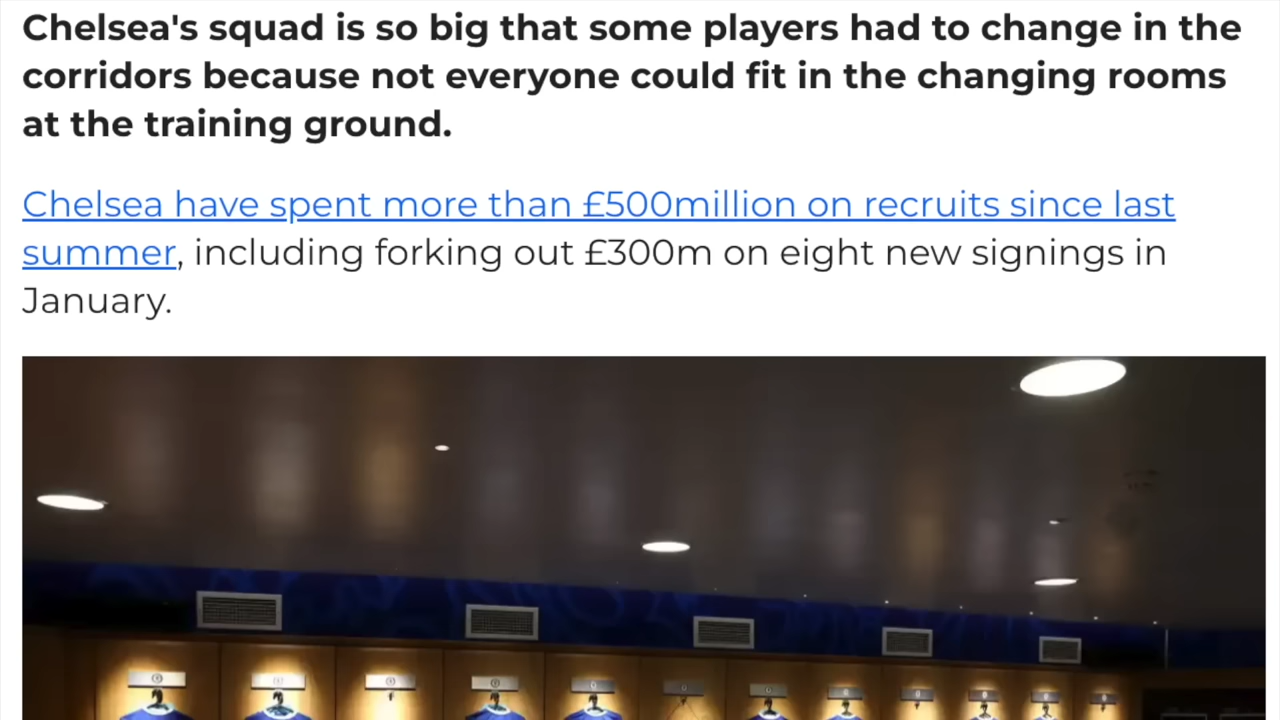 Chelsea's squad is so big that some players had to change in the
corridors because not everyone could fit in the changing rooms
at the training ground.
Chelsea have spent more than £500million on recruits since last
summer, including forking out £300m on eight new signings in
January.